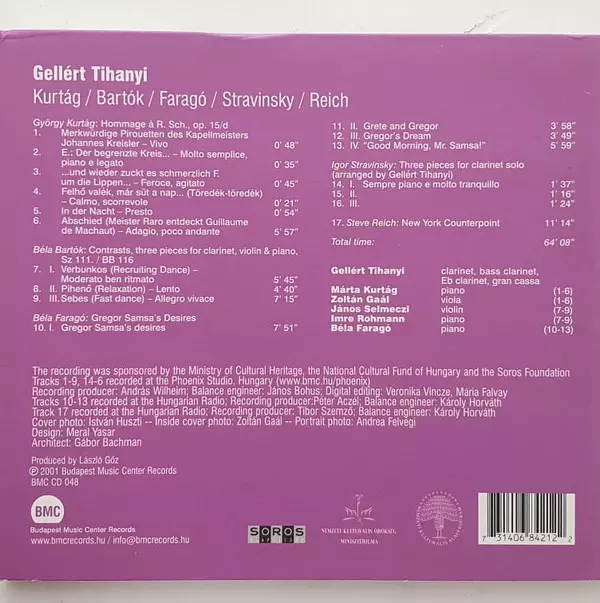 Gellért Tihanyi
Kurtág / Bartók / Faragó / Stravinsky / Reich
György Kurtág: Hommage à R. Sch., op. 15/d
1. Merkwürdige Pirouetten des Kapellmeisters
Johannes Kreisler – Vivo 0' 48"
2. E.: Der begrenzte Kreis... – Molto semplice,
piano e legato 0' 35"
3. ...und wieder zuckt es schmerzlich F.
um die Lippen... – Feroce, agitato 0' 45"
4. Felhő valék, már süt a nap... (Töredék-töredék)
– Calmo, scorrevole 0' 21"
5. In der Nacht – Presto 0' 54"
6. Abschied (Meister Raro entdeckt Guillaume
de Machaut) – Adagio, poco andante 5' 57"
Béla Bartók: Contrasts, three pieces for clarinet, violin & piano,
Sz 111. / BB 116
7. I. Verbunkos (Recruiting Dance) –
Moderato ben ritmato 5' 45"
8. II. Pihenő (Relaxation) – Lento 4' 40"
9. III. Sebes (Fast dance) – Allegro vivace 7' 15"
Béla Faragó: Gregor Samsa's Desires
10. I. Gregor Samsa's desires 7' 51"
11. II. Grete and Gregor 3' 58"
12. III. Gregor's Dream 3' 49"
13. IV. "Good Morning, Mr. Samsa!" 5' 59"
Igor Stravinsky: Three pieces for clarinet solo
(arranged by Gellért Tihanyi)
14. I. Sempre piano e molto tranquillo 1' 37"
15. II. 1' 16"
16. III. 1' 24"
17. Steve Reich: New York Counterpoint 11' 14"
Total time: 64' 08"
Gellért Tihanyi clarinet, bass clarinet,
Eb clarinet, gran cassa
Márta Kurtág piano (1-6)
Zoltán Gaál viola (1-6)
János Selmeczi violin (7-9)
Imre Rohmann piano (7-9)
Béla Faragó piano (10-13)
The recording was sponsored by the Ministry of Cultural Heritage, the National Cultural Fund of Hungary and the Soros Foundation
Tracks 1-9, 14-6 recorded at the Phoenix Studio, Hungary (www.bmc.hu/phoenix)
Recording producer: András Wilheim; Balance engineer: János Bohus; Digital editing: Veronika Vincze, Mária Falvay
Tracks 10-13 recorded at the Hungarian Radio; Recording producer:Péter Aczél; Balance engineer: Károly Horváth
Track 17 recorded at the Hungarian Radio; Recording producer: Tibor Szemző; Balance engineer: Károly Horváth
Cover photo: István Huszti -- Inside cover photo: Zoltán Gaál -- Portrait photo: Andrea Felvégi
Design: Meral Yasar
Architect: Gábor Bachman
Produced by László Gőz
℗ 2001 Budapest Music Center Records
BMC CD 048
BMC
Budapest Music Center Records
www.bmcrecords.hu / info@bmcrecords.hu
SOROS
NEMZETI KULTURÁLIS ÖRÖKSÉG
MINISZTÉRIUMA
7 31406 84212 2